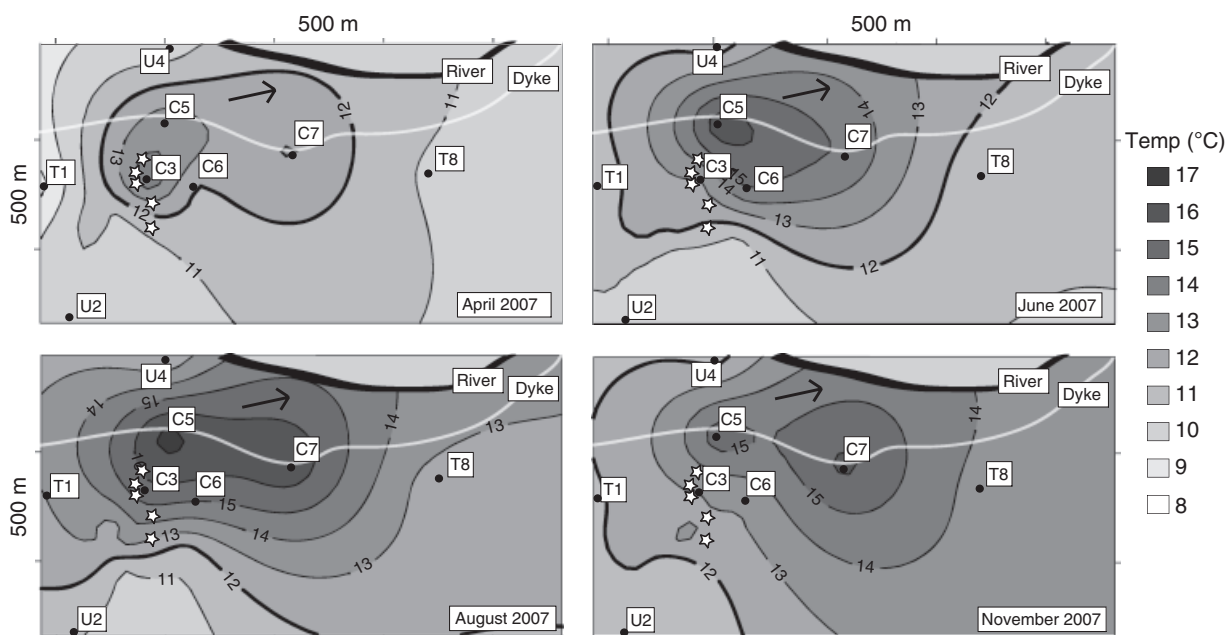 500 m
500 m
500 m
500 m
U4
River
Dyke
C5
C7
C3
C6
T1
T8
U2
13
12
12
11
11
April 2007
U4
River
Dyke
C5
C7
C3
C6
T1
T8
U2
14
13
12
15
14
13
12
11
June 2007
U4
River
Dyke
C5
C7
C3
C6
T1
T8
U2
14
15
14
13
15
14
13
13
12
11
August 2007
U4
River
Dyke
C5
C7
C3
C6
T1
T8
U2
14
15
15
14
13
12
November 2007
Temp (°C)
17
16
15
14
13
12
11
10
9
8